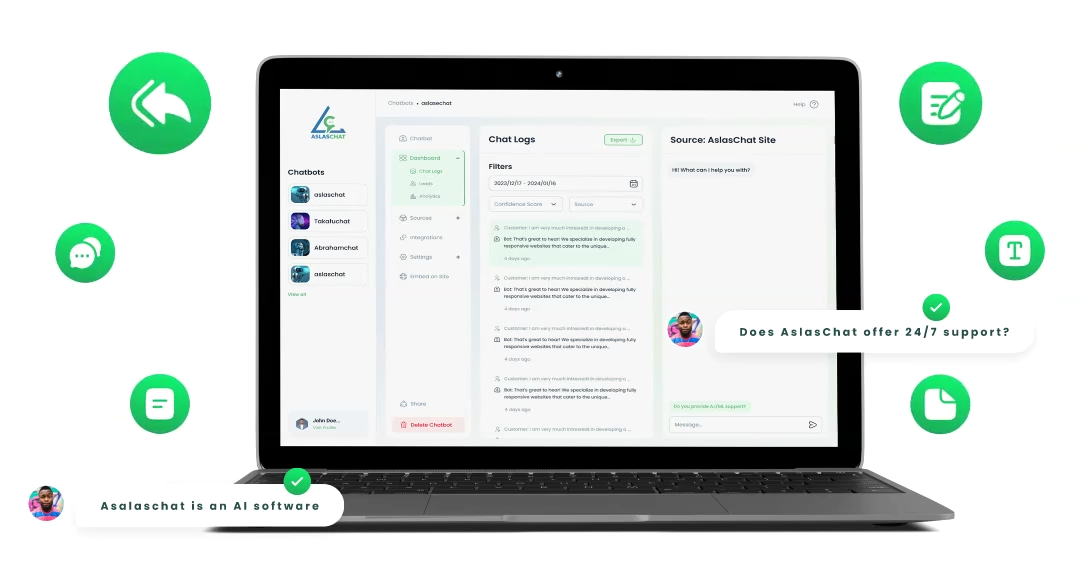 ASLASCHAT
Chatbots
aslaschat
Takafuchat
Abrahamchat
aslaschat
View all
John Doe...
Visit Profile
Chatbots • aslasechat
Help
Chatbot
Dashboard
Chat Logs
Leads
Analytics
Sources
Integrations
Settings
Embed on Site
Share
Delete Chatbot
Chat Logs
Export
Filters
2023/12/17 - 2024/01/16
Confidence Score
Source
Customer: I am very much intrested in developing a ...
Bot: That's great to hear! We specialize in developing fully
responsive websites that cater to the unique...
4 days ago
Customer: I am very much intrested in developing a ...
Bot: That's great to hear! We specialize in developing fully
responsive websites that cater to the unique...
4 days ago
Customer: I am very much intrested in developing a ...
Bot: That's great to hear! We specialize in developing fully
responsive websites that cater to the unique...
4 days ago
Customer: I am very much intrested in developing a ...
Bot: That's great to hear! We specialize in developing fully
responsive websites that cater to the unique...
4 days ago
Customer: I am very much intrested in developing a ...
Source: AslasChat Site
Hi! What can I help you with?
Does AslasChat offer 24/7 support?
Do you provide AI/ML support?
Message...
Asalaschat is an AI software
T